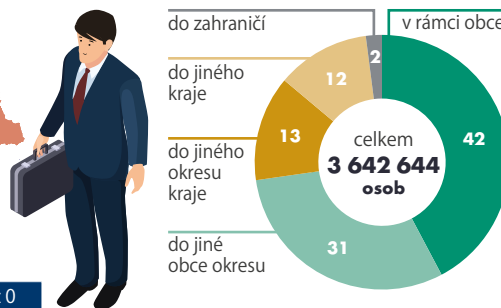 do zahraničí
v rámci obce
do jiného
kraje
2
12
13
42
31
celkem
3 642 644
osob
do jiného
okresu
kraje
do jiné
obce okresu
0